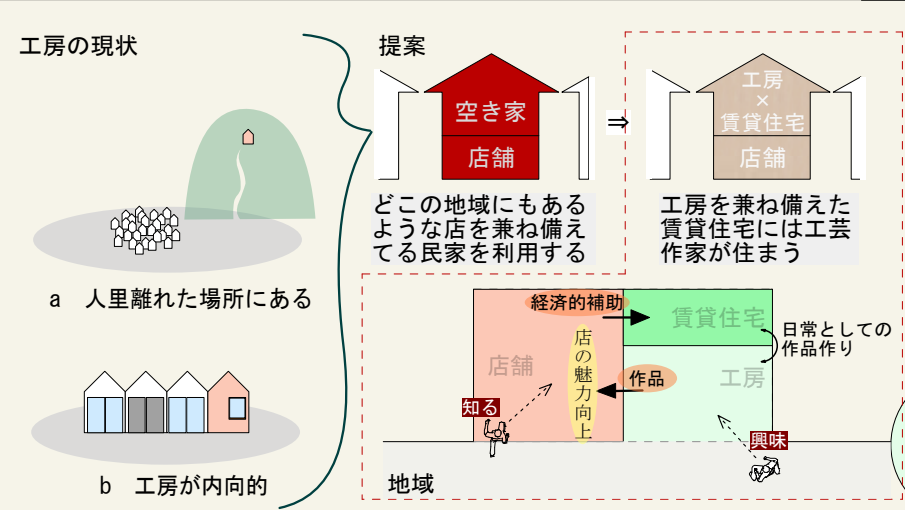 工房の現状
a　人里離れた場所にある
b　工房が内向的
提案
空き家
店舗
⇒
工房
×
賃貸住宅
店舗
どこの地域にもある
ような店を兼ね備え
てる民家を利用する
工房を兼ね備えた
賃貸住宅には工芸
作家が住まう
経済的補助
賃貸住宅
日常としての
作品作り
店舗
店の魅力向上
作品
工房
知る
興味
地域